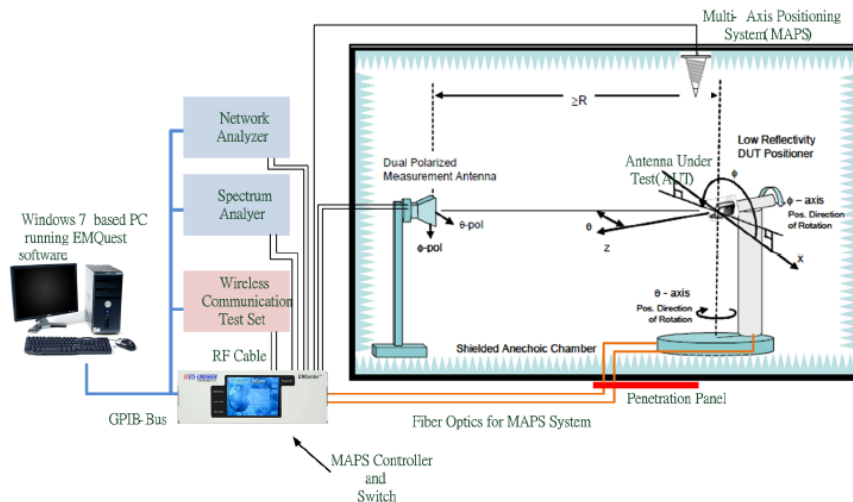 Multi- Axis Positioning
System(MAPS)
Network
Analyzer
≥R
Low Reflectivity
DUT Positioner
Dual Polarized
Measurement Antenna
Antenna Under
Test(AUT)
ϕ
Spectrum
Analyer
ϕ - axis
Pos. Direction
of Rotation
Windows 7 based PC
running EMQuest
software
θ-pol
ϕ-pol
θ
Z
X
Wireless
Communication
Test Set
θ - axis
Pos. Direction
of Rotation
RF Cable
Shielded Anechoic Chamber
EMCenter
GPIB-Bus
Fiber Optics for MAPS System
Penetration Panel
MAPS Controller
and
Switch